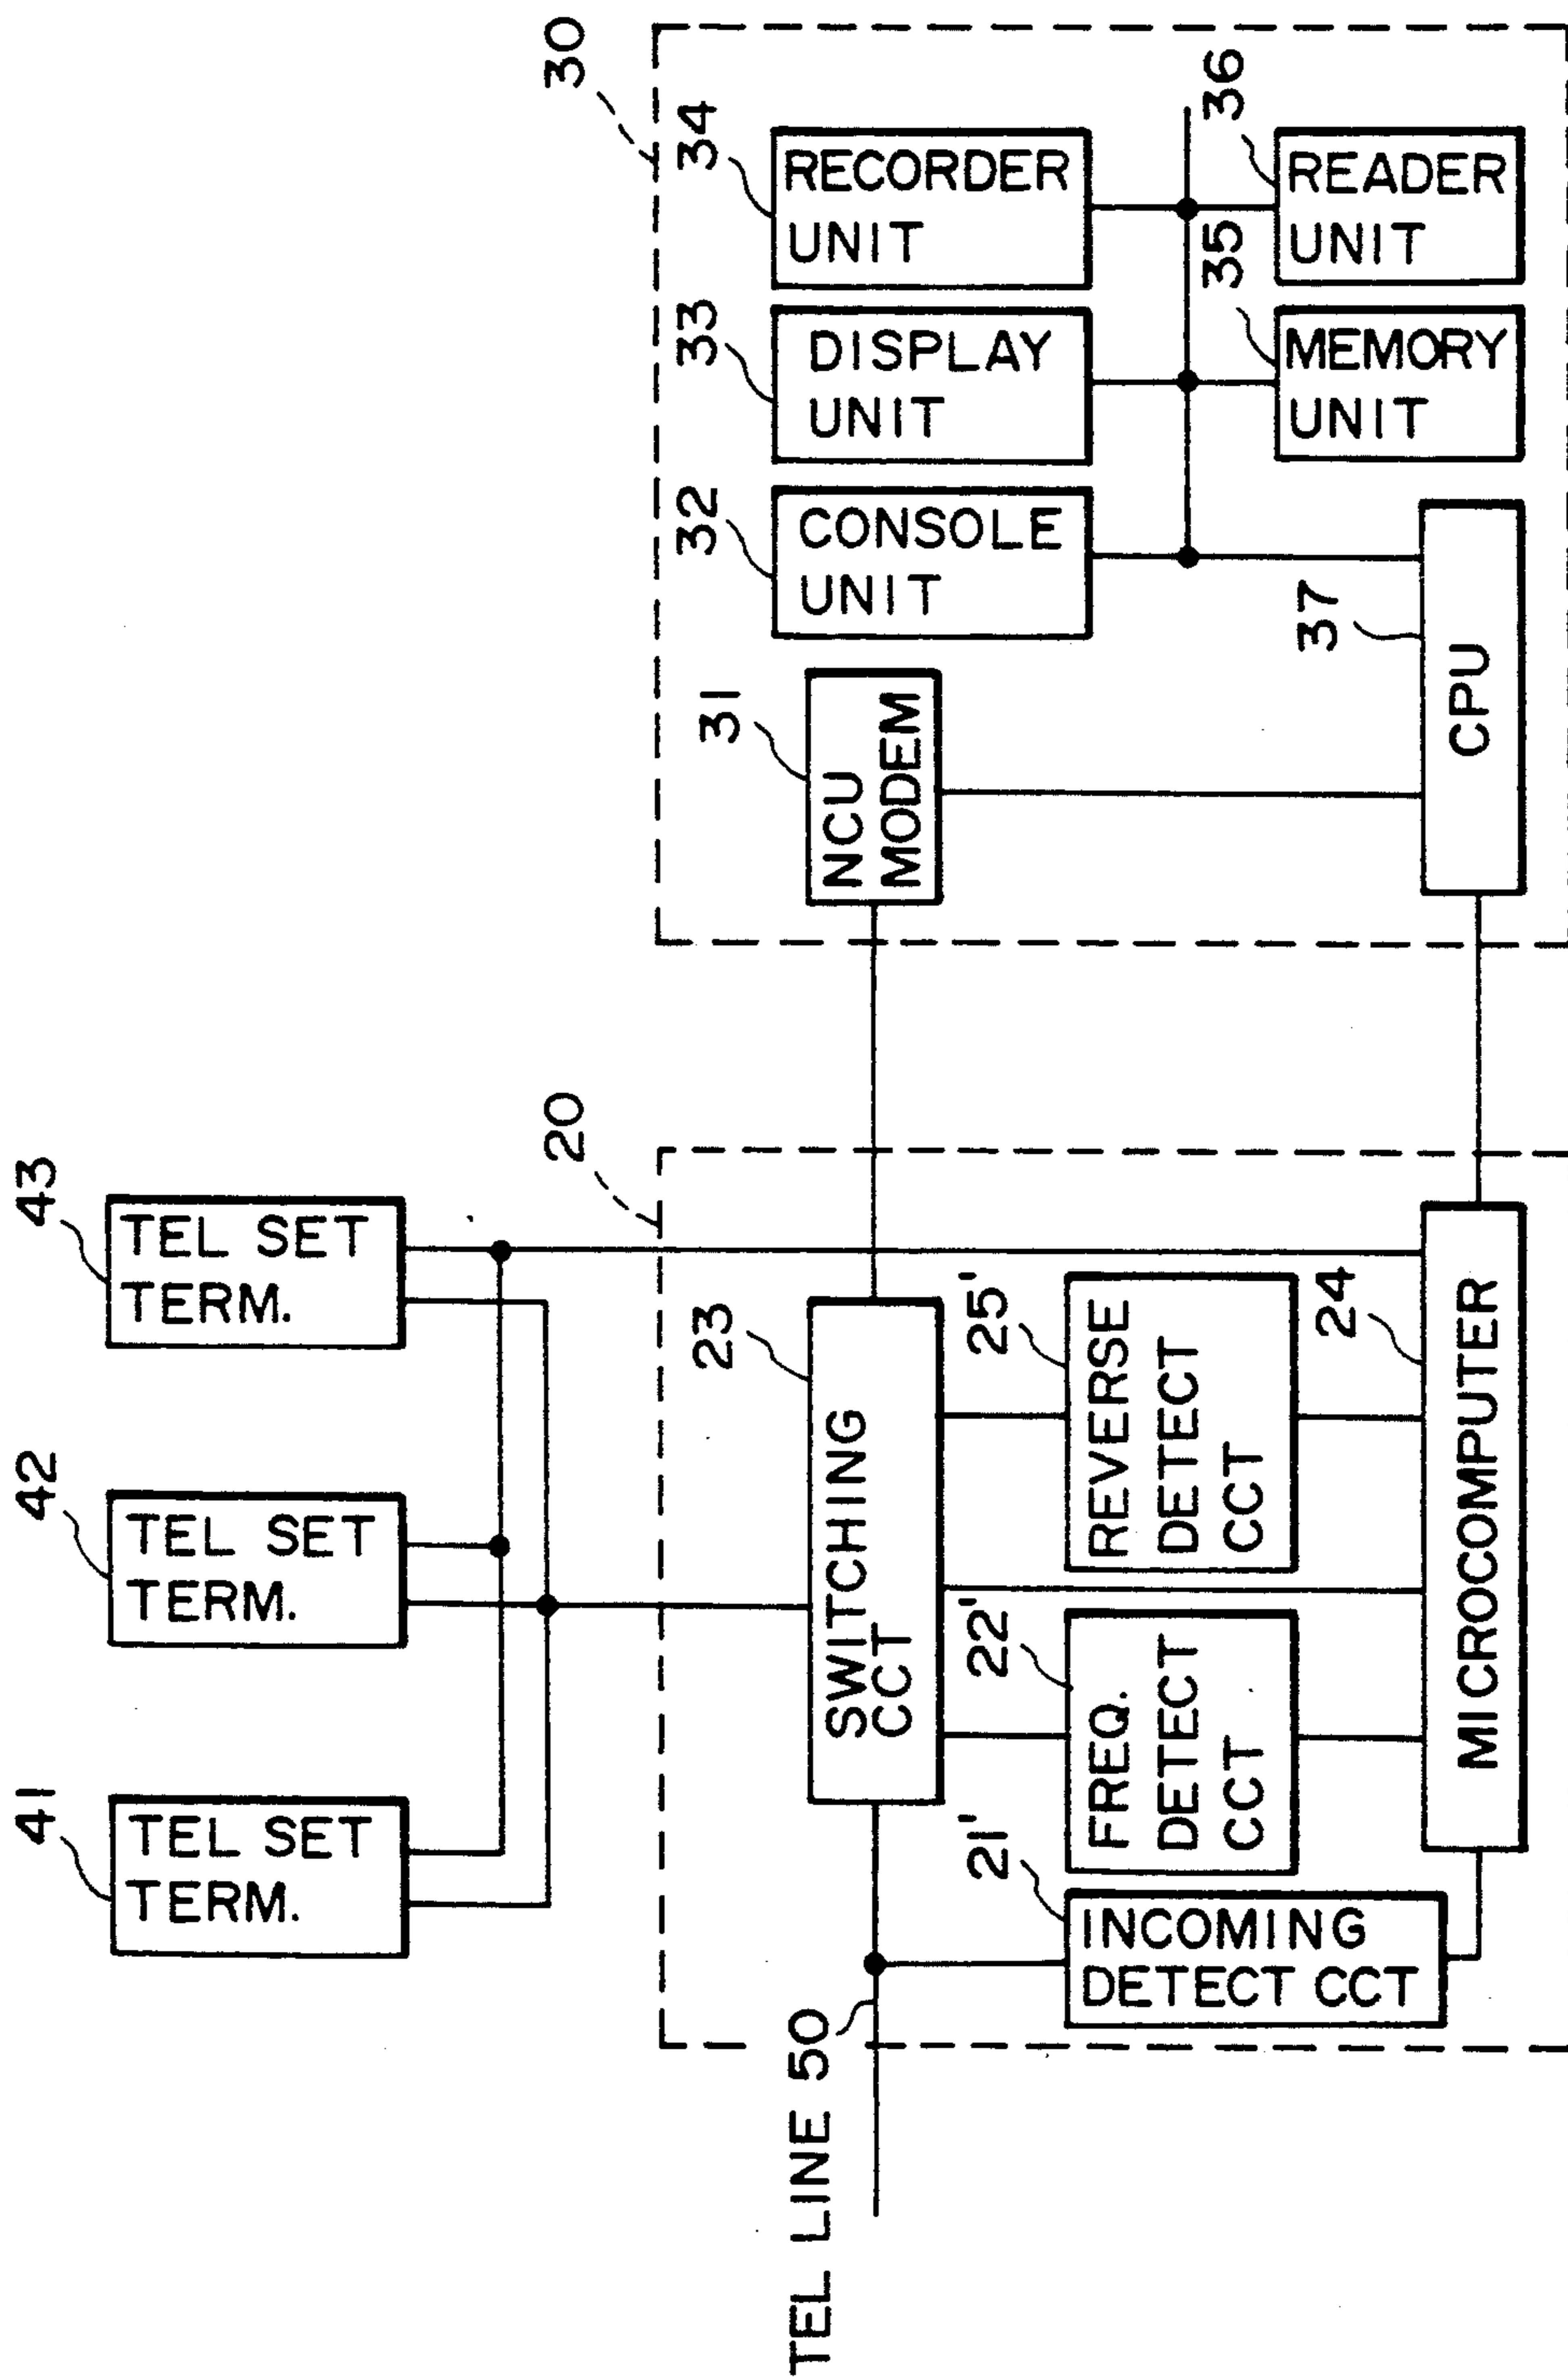 43
TEL SET
TERM.
42
TEL SET
TERM.
41
TEL SET
TERM.
30
20
34
RECORDER
UNIT
33
DISPLAY
UNIT
32
CONSOLE
UNIT
31
NCU
MODEM
36
READER
UNIT
35
MEMORY
UNIT
37
CPU
23
SWITCHING
CCT
25'
REVERSE
DETECT
CCT
22'
FREQ.
DETECT
CCT
21'
INCOMING
DETECT CCT
24
MICROCOMPUTER
TEL LINE 50